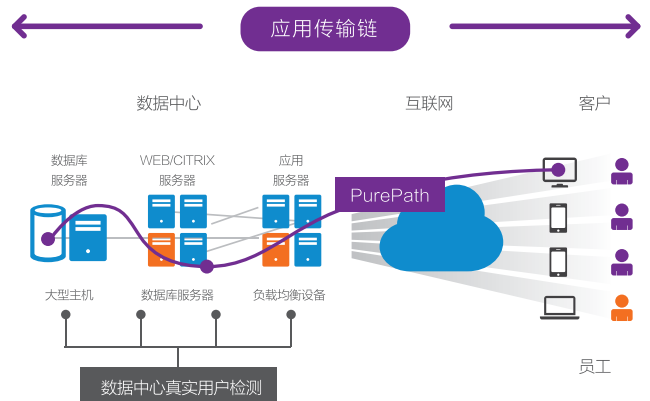 应用传输链
数据中心
互联网
客户
数据库
服务器
WEB/CITRIX
服务器
应用
服务器
PurePath
大型主机
数据库服务器
负载均衡设备
员工
数据中心真实用户检测